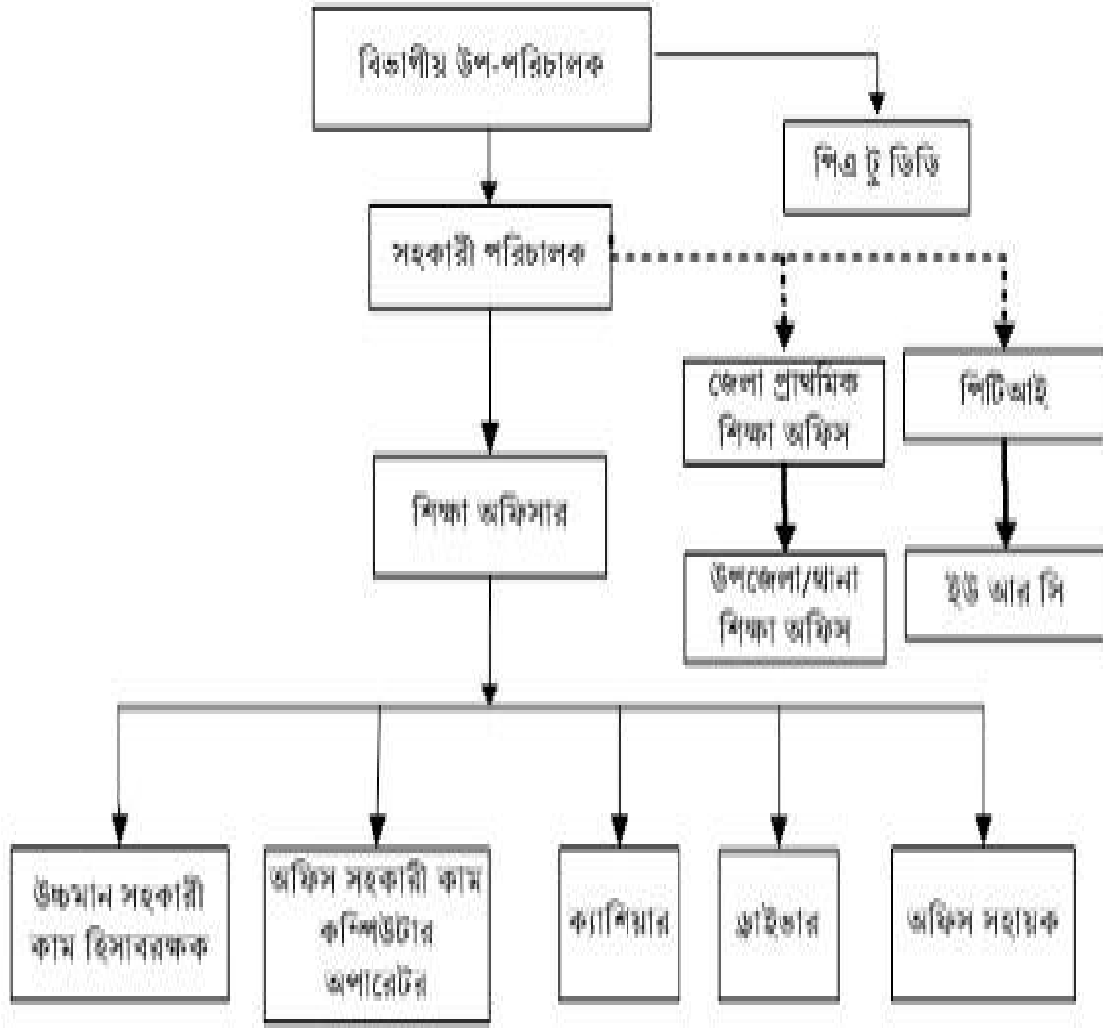 বিভাগীয় উপ-পরিচালক
পিএ টু ডিডি
সহকারী পরিচালক
জেলা প্রাথমিক
শিক্ষা অফিস
পিটিআই
শিক্ষা অফিসার
উপজেলা/থানা
শিক্ষা অফিস
ইউ আর সি
উচ্চমান সহকারী
কাম হিসাবরক্ষক
অফিস সহকারী কাম
কম্পিউটার
অপারেটর
ক্যাশিয়ার
ড্রাইভার
অফিস সহায়ক